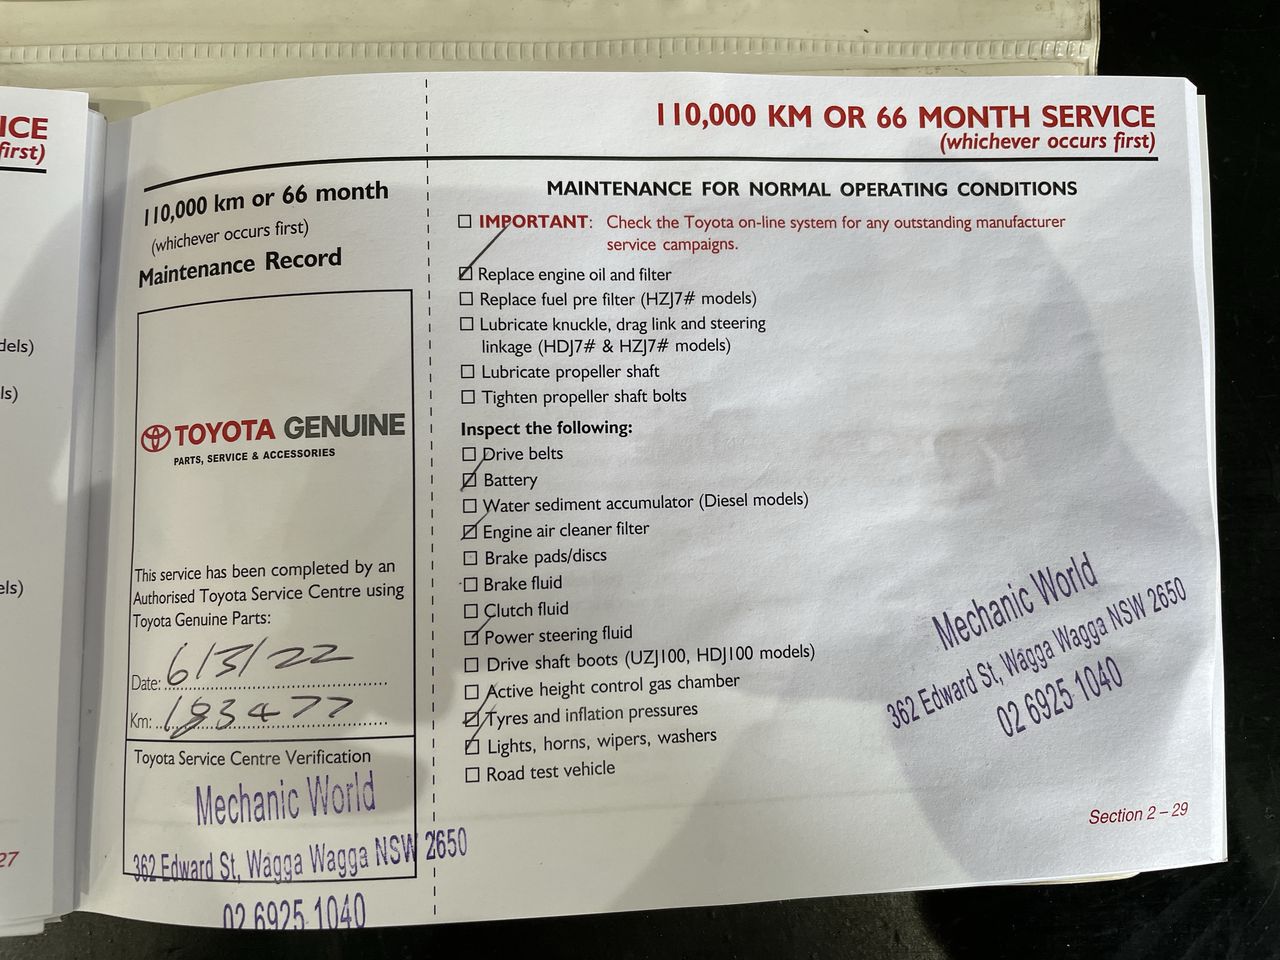 ICE
first)
dels)
ls)
els)
27
110,000 km or 66 month
(whichever occurs first)
Maintenance Record
TOYOTA GENUINE
PARTS, SERVICE & ACCESSORIES
This service has been completed by an
Authorised Toyota Service Centre using
Toyota Genuine Parts:
Date: 6/3/22
Km: 183477
Toyota Service Centre Verification
Mechanic World
362 Edward St, Wagga Wagga NSW 2650
02 6925 1040
110,000 KM OR 66 MONTH SERVICE
(whichever occurs first)
MAINTENANCE FOR NORMAL OPERATING CONDITIONS
IMPORTANT: Check the Toyota on-line system for any outstanding manufacturer
service campaigns.
Replace engine oil and filter
Replace fuel pre filter (HZJ7# models)
Lubricate knuckle, drag link and steering
linkage (HDJ7# & HZJ7# models)
Lubricate propeller shaft
Tighten propeller shaft bolts
Inspect the following:
Drive belts
Battery
Water sediment accumulator (Diesel models)
Engine air cleaner filter
Brake pads/discs
Brake fluid
Clutch fluid
Power steering fluid
Drive shaft boots (UZJ100, HDJ100 models)
Active height control gas chamber
Tyres and inflation pressures
Lights, horns, wipers, washers
Road test vehicle
Mechanic World
362 Edward St, Wagga Wagga NSW 2650
02 6925 1040
Section 2 – 29